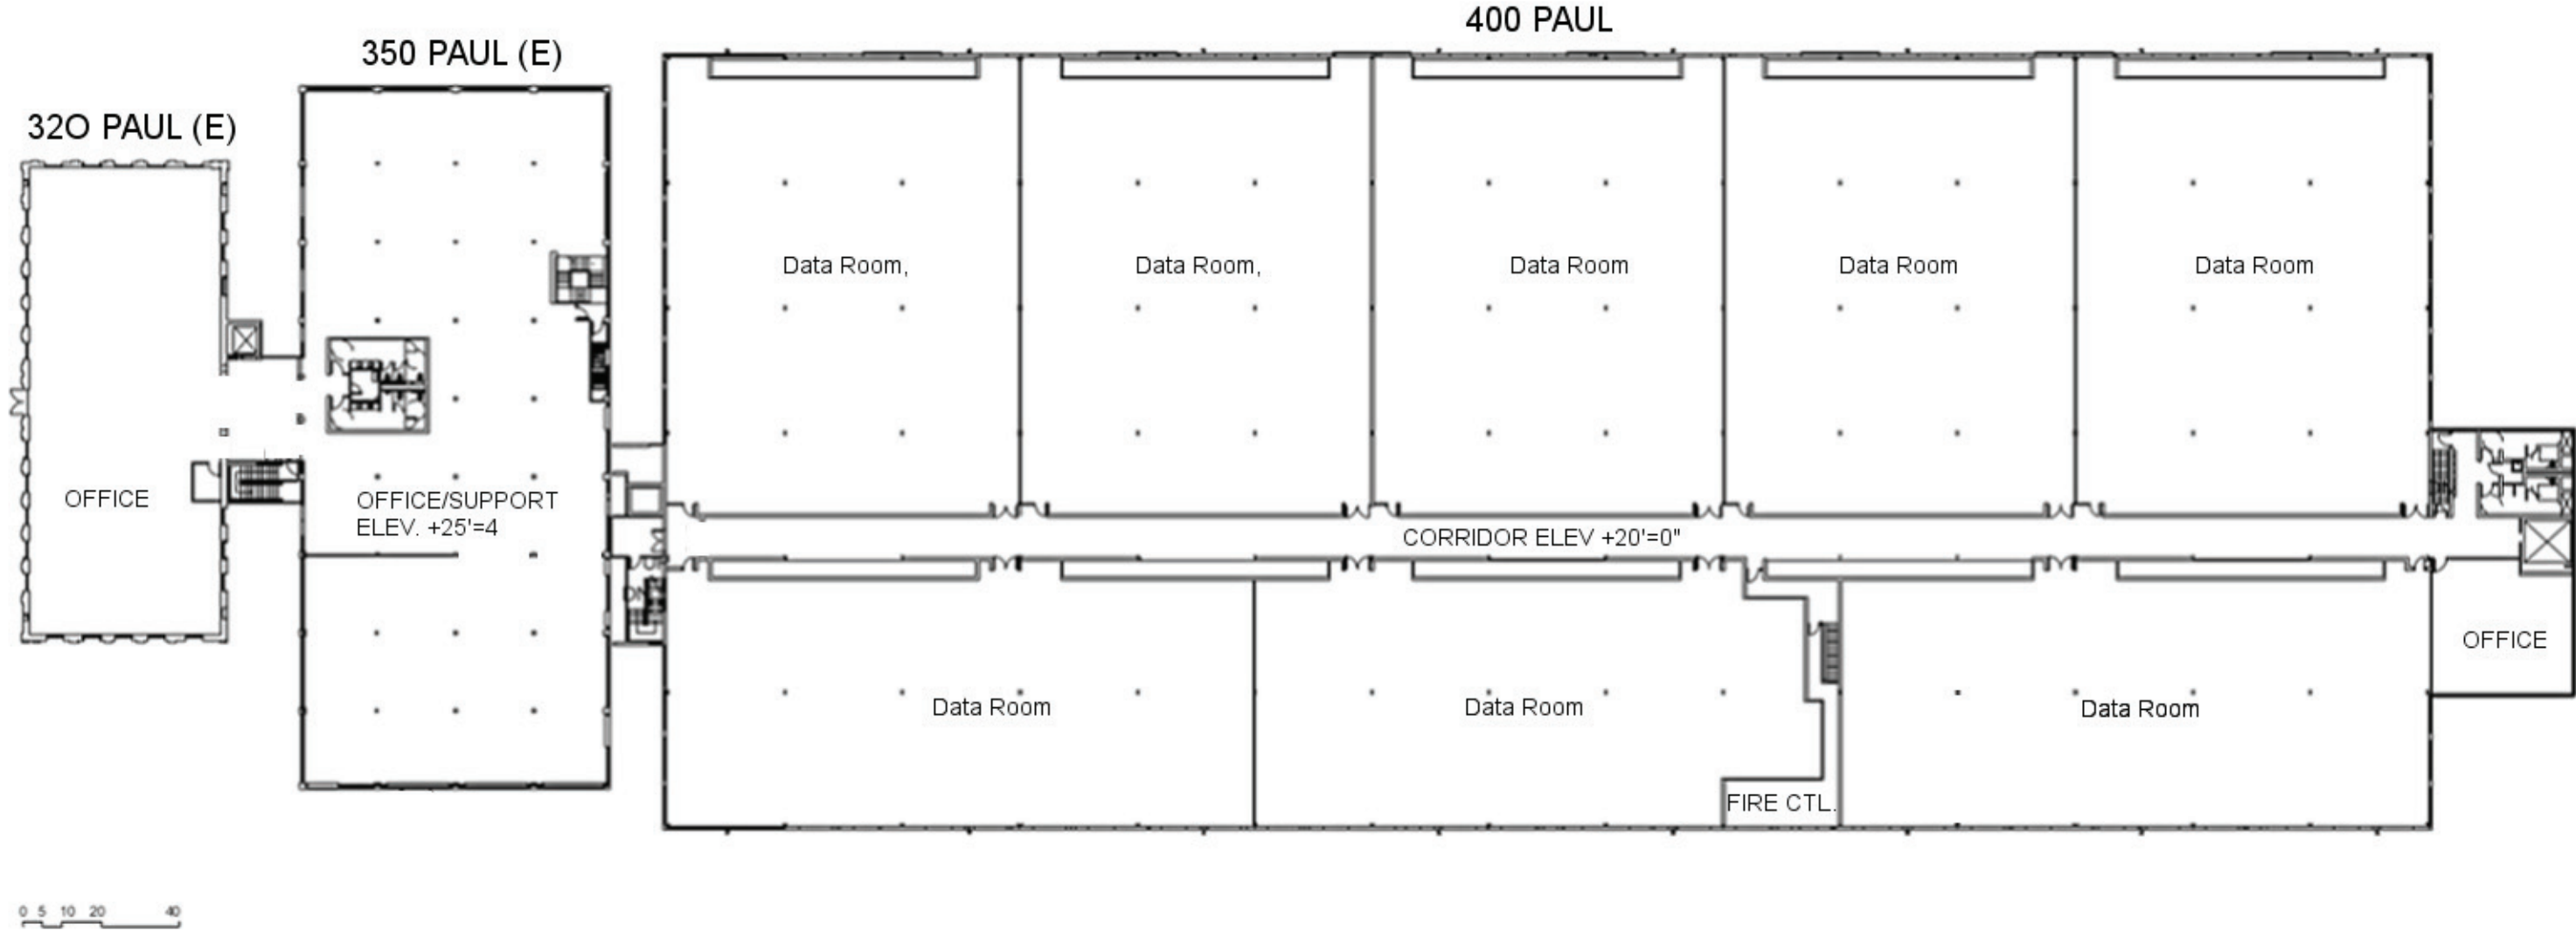 400 PAUL
350 PAUL (E)
32O PAUL (E)
Data Room,
Data Room,
Data Room
Data Room
Data Room
OFFICE
OFFICE/SUPPORT
ELEV. +25'=4
CORRIDOR ELEV +20'=0"
DN
OFFICE
Data Room
Data Room
Data Room
FIRE CTL.
0 5 10 20 40